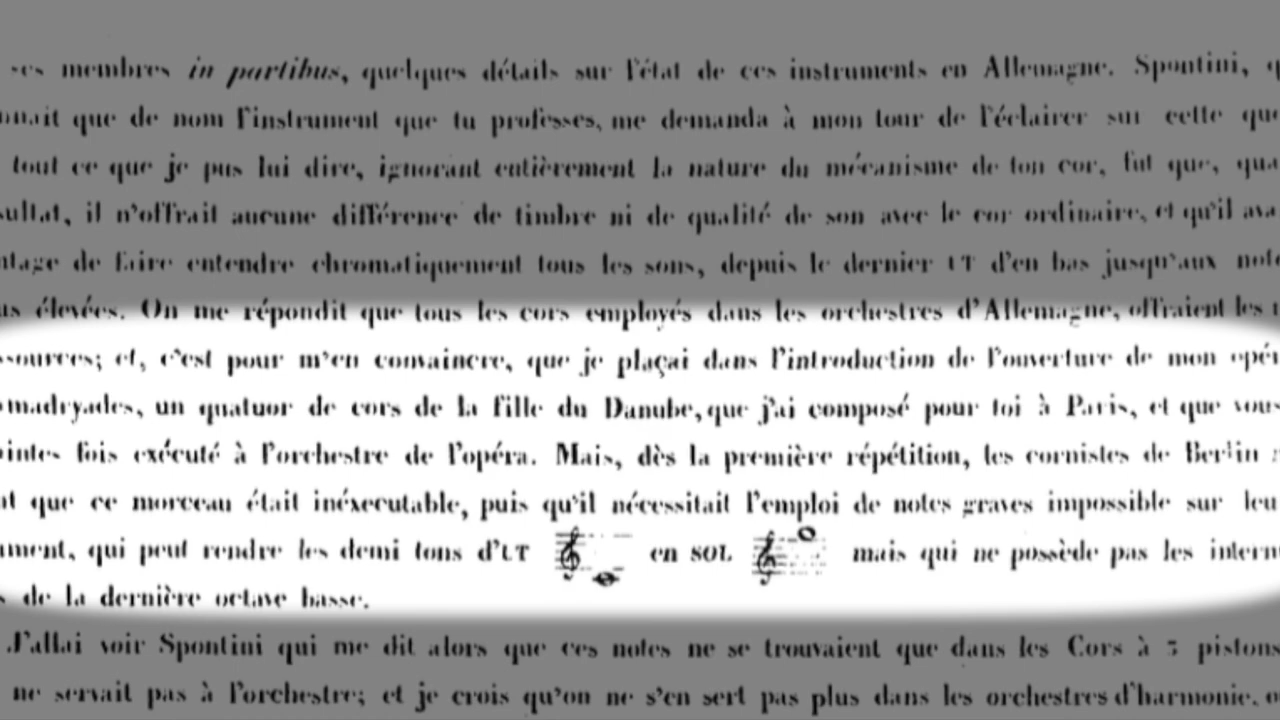 membres in partibus, quelques détails sur l'état de ces instruments en Allemagne. Spontini,
que de nom l'instrument que tu professes, me demanda à mon tour de l'éclairer sur cette
tout ce que je pus lui dire, ignorant entièrement la nature du mécanisme de ton cor, fut que,
il n'offrait aucune différence de timbre ni de qualité de son avec le cor ordinaire, et qu'il
de faire entendre chromatiquement tous les sons, depuis le dernier UT d'en bas jusqu'aux
élevées. On me répondit que tous les cors employés dans les orchestres d'Allemagne, offraient les
et, c'est pour m'en convaincre, que je plaçai dans l'introduction de l'ouverture de mon
un quatuor de cors de la fille du Danube, que j'ai composé pour toi à Paris, et que
fois exécuté à l'orchestre de l'opéra. Mais, dès la première répétition, les cornistes de Berlin
que ce morceau était inéxecutable, puis qu'il nécessitait l'emploi de notes graves impossible sur
qui peut rendre les demi tons d'UT en SOL mais qui ne possède pas les
de la dernière octave basse.
J'allai voir Spontini qui me dit alors que ces notes ne se trouvaient que dans les Cors à 3 pistons
ne servait pas à l'orchestre; et je crois qu'on ne s'en sert pas plus dans les orchestres d'harmonie.